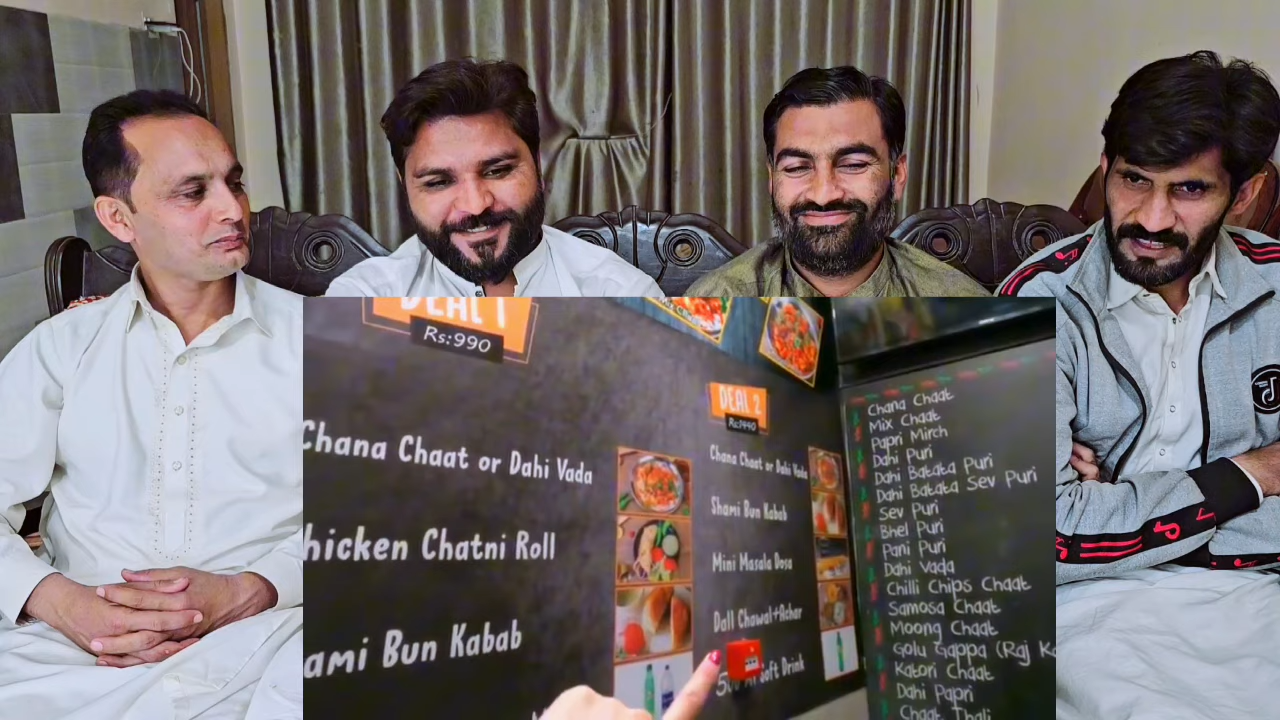 DEAL 1
Rs:990
Chana Chaat or Dahi Vada
hicken Chatni Roll
ami Bun Kabab
DEAL 2
Chana Chaat or Dahi Vada
Shami Bun Kabab
Mini Masala Dosa
Dall Chawal+Achar
Soft Drink
Chana Chaat
Mix Chaat
Papri Mirch
Dahi Puri
Dahi Batata Puri
Dahi Batata Sev Puri
Sev Puri
Bhel Puri
Pani Puri
Dahi Vada
Chilli Chips Chaat
Samosa Chaat
Moong Chaat
Golu Gappa (Raj K
Katori Chaat
Dahi Papri
Chaat Thali